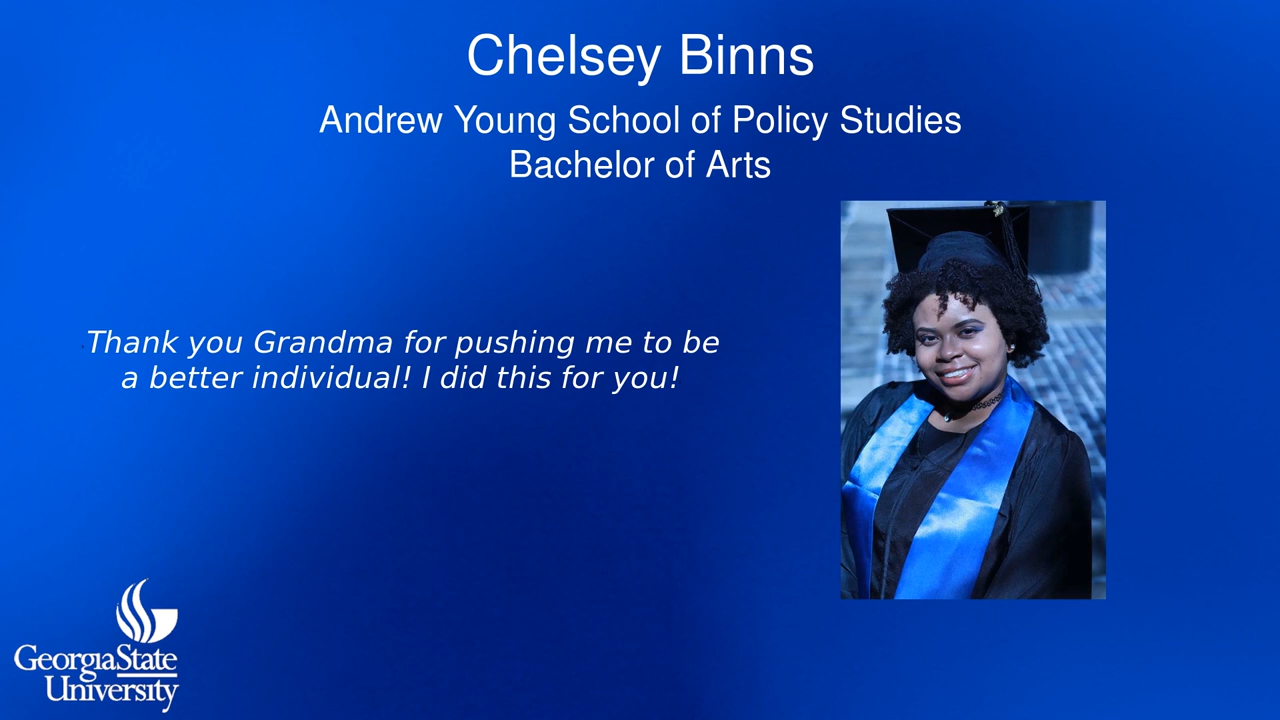 Chelsey Binns
Andrew Young School of Policy Studies
Bachelor of Arts
Thank you Grandma for pushing me to be
a better individual! I did this for you!
GeorgiaState
University